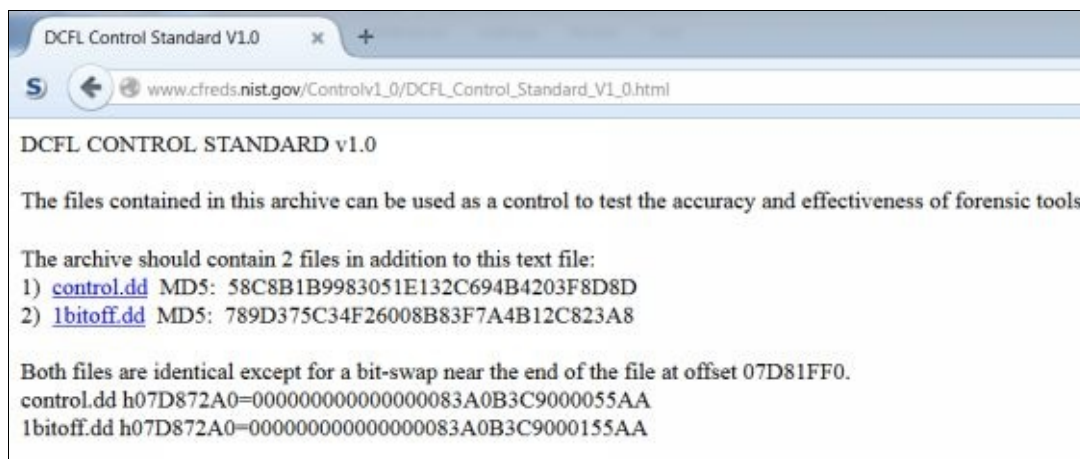 DCFL Control Standard V1.0
www.cfreds.nist.gov/Controlv1_0/DCFL_Control_Standard_V1_0.html
DCFL CONTROL STANDARD v1.0
The files contained in this archive can be used as a control to test the accuracy and effectiveness of forensic tools
The archive should contain 2 files in addition to this text file:
1) control.dd MD5: 58C8B1B9983051E132C694B4203F8D8D
2) 1bitoff.dd MD5: 789D375C34F26008B83F7A4B12C823A8
Both files are identical except for a bit-swap near the end of the file at offset 07D81FF0.
control.dd h07D872A0=000000000000000083A0B3C9000055AA
1bitoff.dd h07D872A0=000000000000000083A0B3C9000155AA